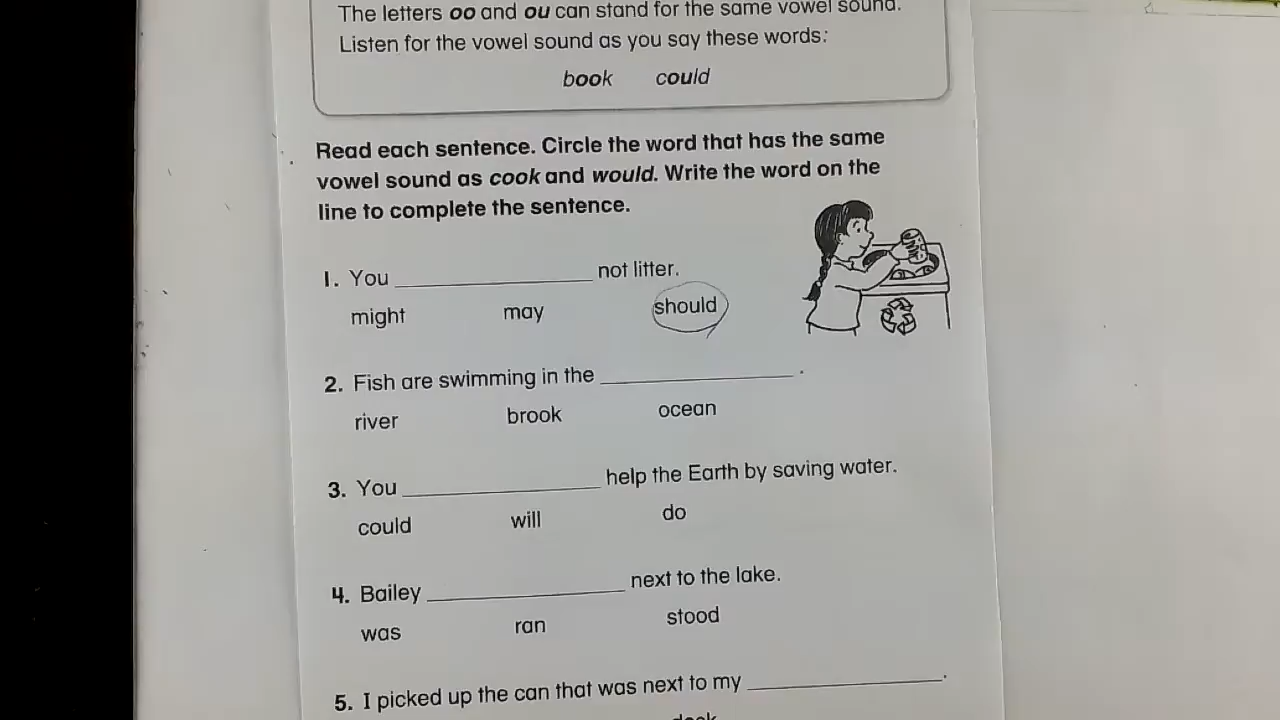 The letters oo and ou can stand for the same vowel sound.
Listen for the vowel sound as you say these words:
book could
Read each sentence. Circle the word that has the same
vowel sound as cook and would. Write the word on the
line to complete the sentence.
1. You ____________ not litter.
might may should
2. Fish are swimming in the ____________ .
river brook ocean
3. You ____________ help the Earth by saving water.
could will do
4. Bailey ____________ next to the lake.
was ran stood
5. I picked up the can that was next to my ____________ .